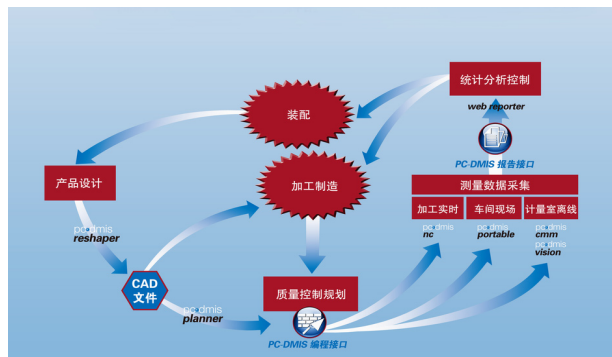 统计分析控制
web reporter
装配
PC-DMIS 报告接口
产品设计
加工制造
测量数据采集
加工实时
车间现场
计量室离线
pc·dmis
reshaper
pc·dmis
nc
pc·dmis
portable
pc·dmis
cmm
pc·dmis
vision
CAD
文件
质量控制规划
pc·dmis
planner
PC-DMIS 编程接口